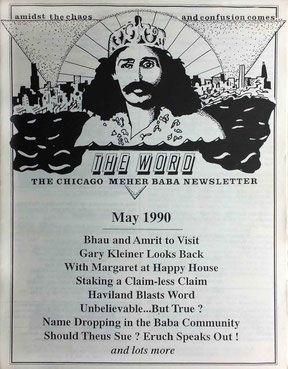 amidst the chaos and confusion comes
THE WORD
THE CHICAGO MEHER BABA NEWSLETTER
May 1990
Bhau and Amrit to Visit
Gary Kleiner Looks Back
With Margaret at Happy House
Staking a Claim-less Claim
Haviland Blasts Word
Unbelievable...But True ?
Name Dropping in the Baba Community
Should Theus Sue ? Eruch Speaks Out !
and lots more